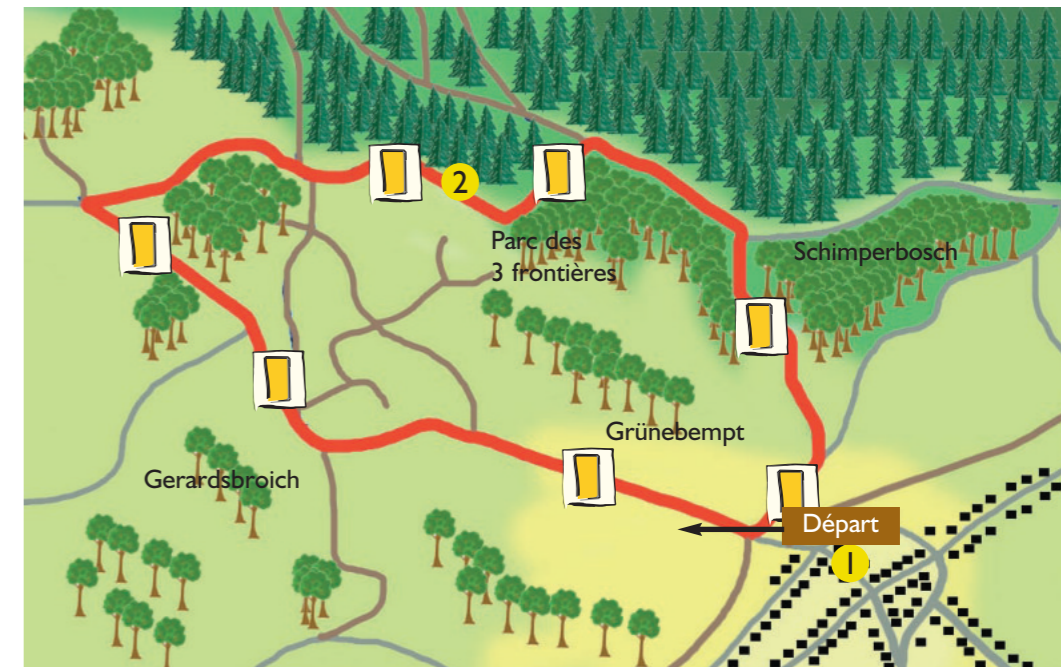 2
Parc des
3 frontières
Schimperbosch
Grünebempt
Gerardsbroich
Départ
1